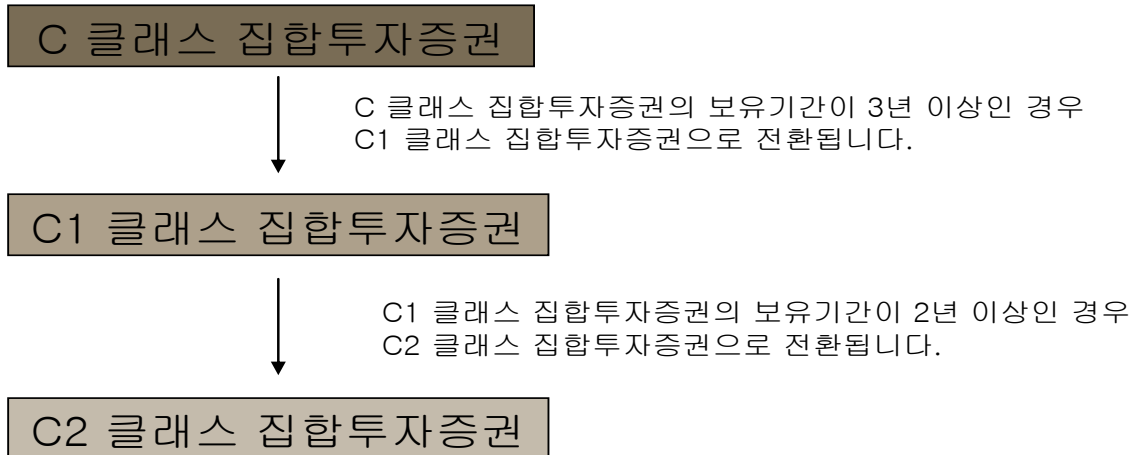 C 클래스 집합투자증권
C 클래스 집합투자증권의 보유기간이 3년 이상인 경우
C1 클래스 집합투자증권으로 전환됩니다.
C1 클래스 집합투자증권
C1 클래스 집합투자증권의 보유기간이 2년 이상인 경우
C2 클래스 집합투자증권으로 전환됩니다.
C2 클래스 집합투자증권